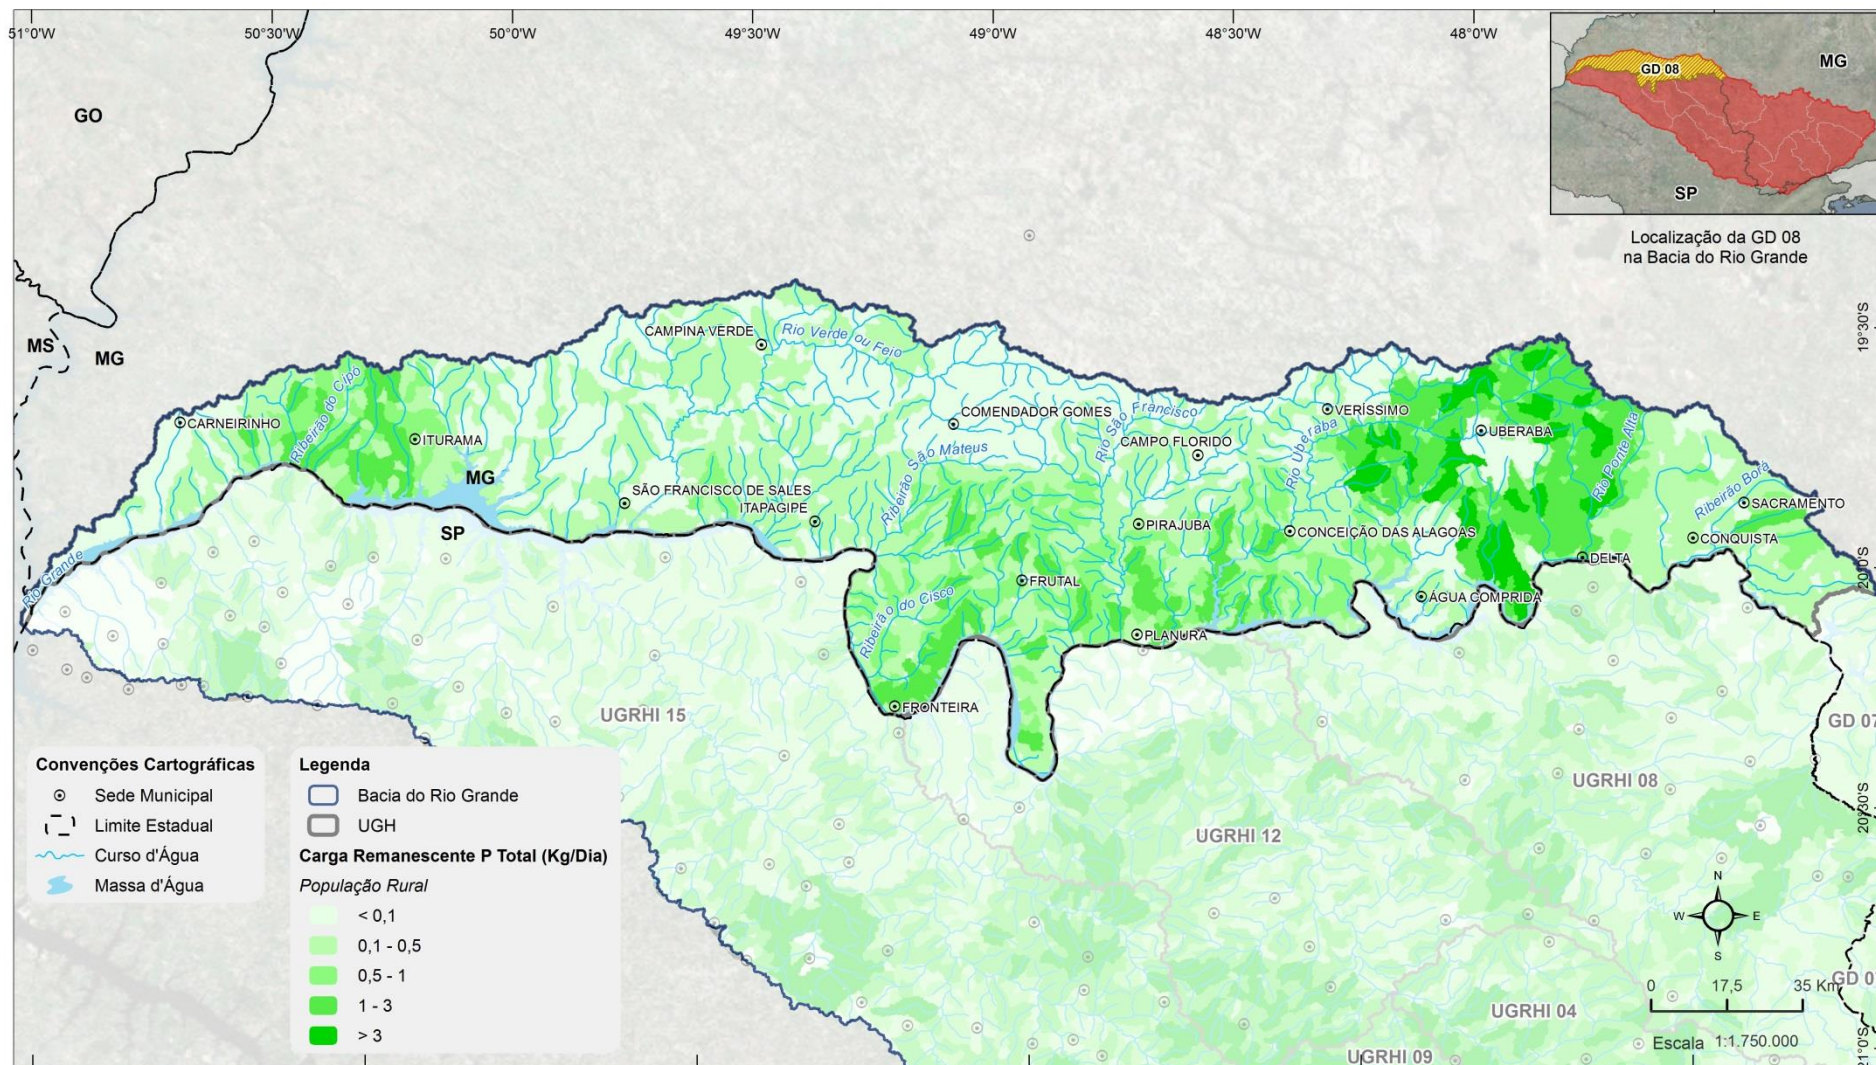 51°0'W
50°30'W
50°0'W
49°30'W
49°0'W
48°30'W
48°0'W
GO
MS
MG
GD 08
MG
SP
Localização da GD 08
na Bacia do Rio Grande
19°30'S
20°0'S
20°30'S
21°0'S
CAMPINA VERDE
Rio Verde ou Feio
Ribeirão do Cipó
CARNEIRINHO
ITURAMA
COMENDADOR GOMES
Rio São Francisco
VERÍSSIMO
UBERABA
CAMPO FLORIDO
Ribeirão São Mateus
Rio Uberaba
Rio Ponte Alta
Ribeirão Borá
MG
SÃO FRANCISCO DE SALES
ITAPAGIPE
SACRAMENTO
SP
PIRAJUBA
CONCEIÇÃO DAS ALAGOAS
CONQUISTA
Rio Grande
DELTA
FRUTAL
Ribeirão do Cisco
ÁGUA COMPRIDA
PLANURA
FRONTEIRA
UGRHI 15
GD 07
UGRHI 08
UGRHI 12
UGRHI 04
UGRHI 09
GD 0
Convenções Cartográficas
Sede Municipal
Limite Estadual
Curso d'Água
Massa d'Água
Legenda
Bacia do Rio Grande
UGH
Carga Remanescente P Total (Kg/Dia)
População Rural
< 0,1
0,1 - 0,5
0,5 - 1
1 - 3
> 3
N
W
E
S
0 17,5 35 Km
Escala 1:1.750.000